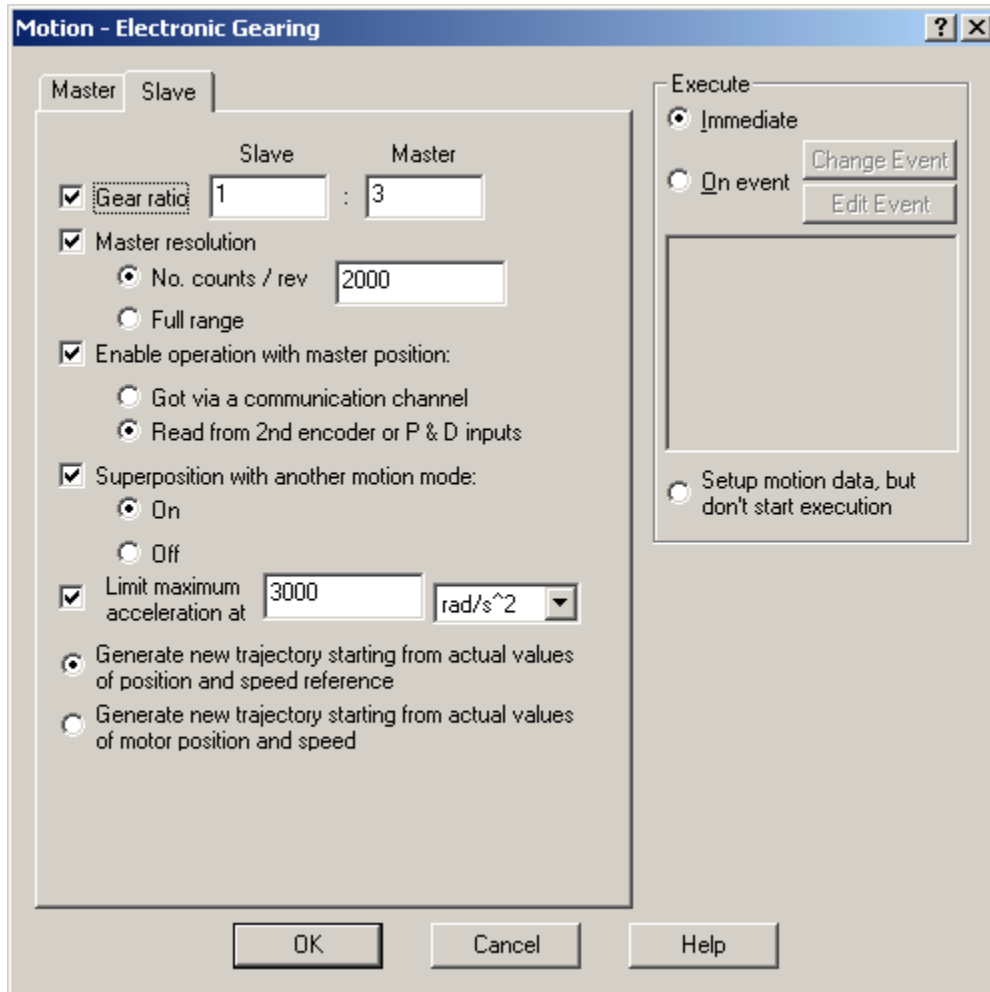 Motion - Electronic Gearing
Master Slave
Slave Master
Gear ratio 1 : 3
Master resolution
No. counts / rev 2000
Full range
Enable operation with master position:
Got via a communication channel
Read from 2nd encoder or P & D inputs
Superposition with another motion mode:
On
Off
Limit maximum
acceleration at 3000 rad/s^2
Generate new trajectory starting from actual values
of position and speed reference
Generate new trajectory starting from actual values
of motor position and speed
Execute
Immediate
On event
Change Event
Edit Event
Setup motion data, but
don't start execution
OK Cancel Help